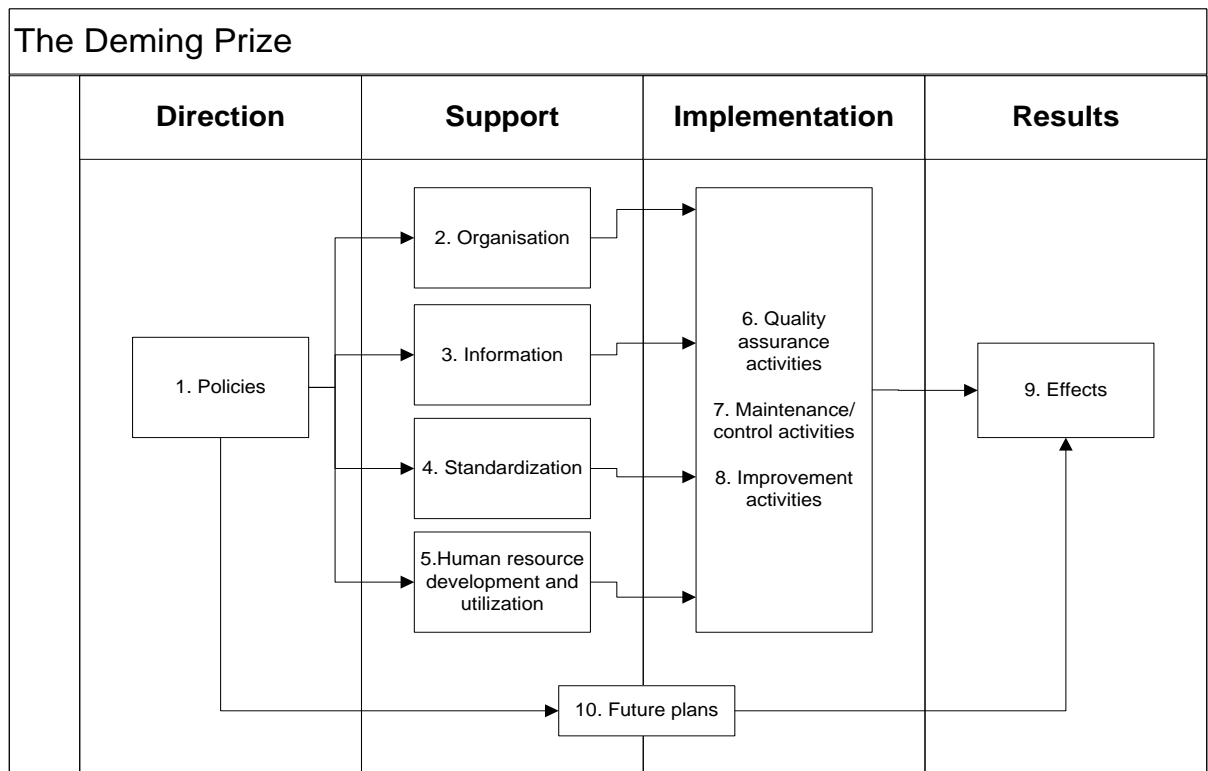 The Deming Prize
Direction
Support
Implementation
Results
1. Policies
2. Organisation
3. Information
4. Standardization
5.Human resource
development and
utilization
6. Quality
assurance
activities
7. Maintenance/
control activities
8. Improvement
activities
9. Effects
10. Future plans